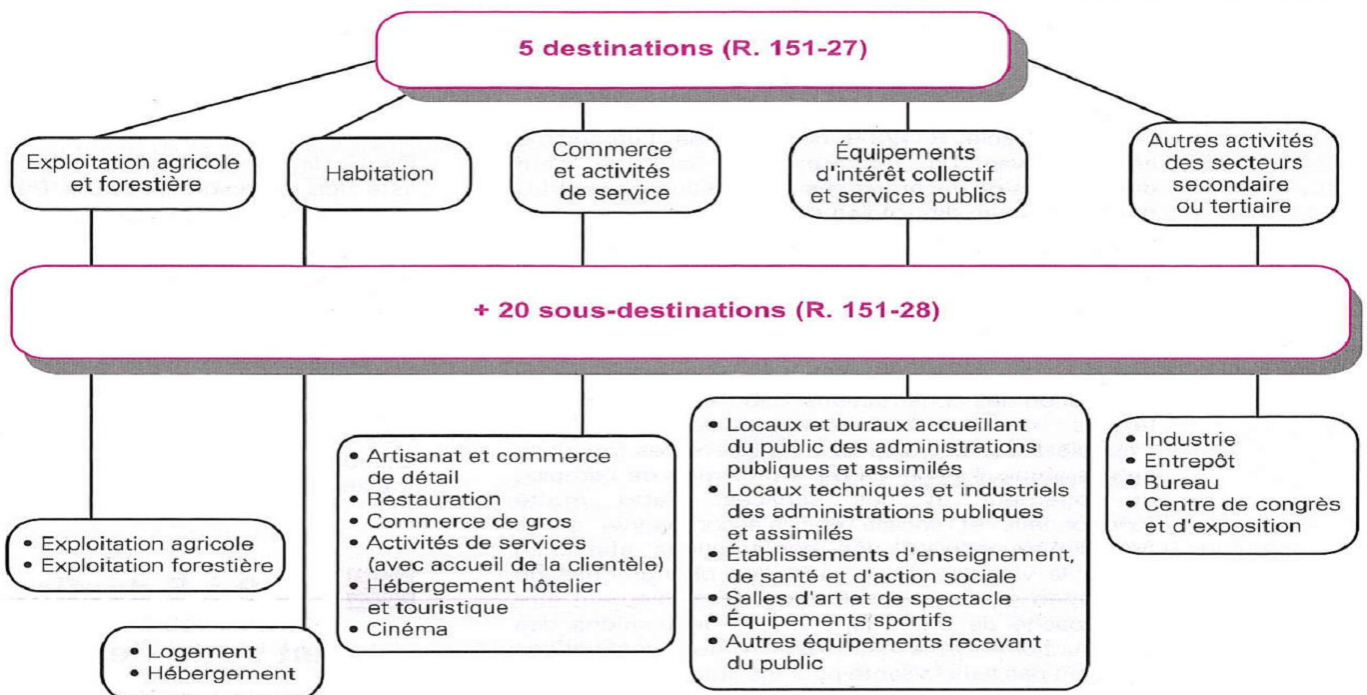 5 destinations (R. 151-27)
Exploitation agricole
et forestière
Habitation
Commerce
et activités
de service
Équipements
d'intérêt collectif
et services publics
Autres activités
des secteurs
secondaire
ou tertiaire
+ 20 sous-destinations (R. 151-28)
• Exploitation agricole
• Exploitation forestière
• Logement
• Hébergement
• Artisanat et commerce
de détail
• Restauration
• Commerce de gros
• Activités de services
(avec accueil de la clientèle)
• Hébergement hôtelier
et touristique
• Cinéma
• Locaux et buraux accueillant
du public des administrations
publiques et assimilés
• Locaux techniques et industriels
des administrations publiques
et assimilés
• Établissements d'enseignement,
de santé et d'action sociale
• Salles d'art et de spectacle
• Équipements sportifs
• Autres équipements recevant
du public
• Industrie
• Entrepôt
• Bureau
• Centre de congrès
et d'exposition